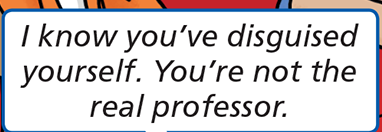 I know you’ve disguised
yourself. You’re not the
real professor.